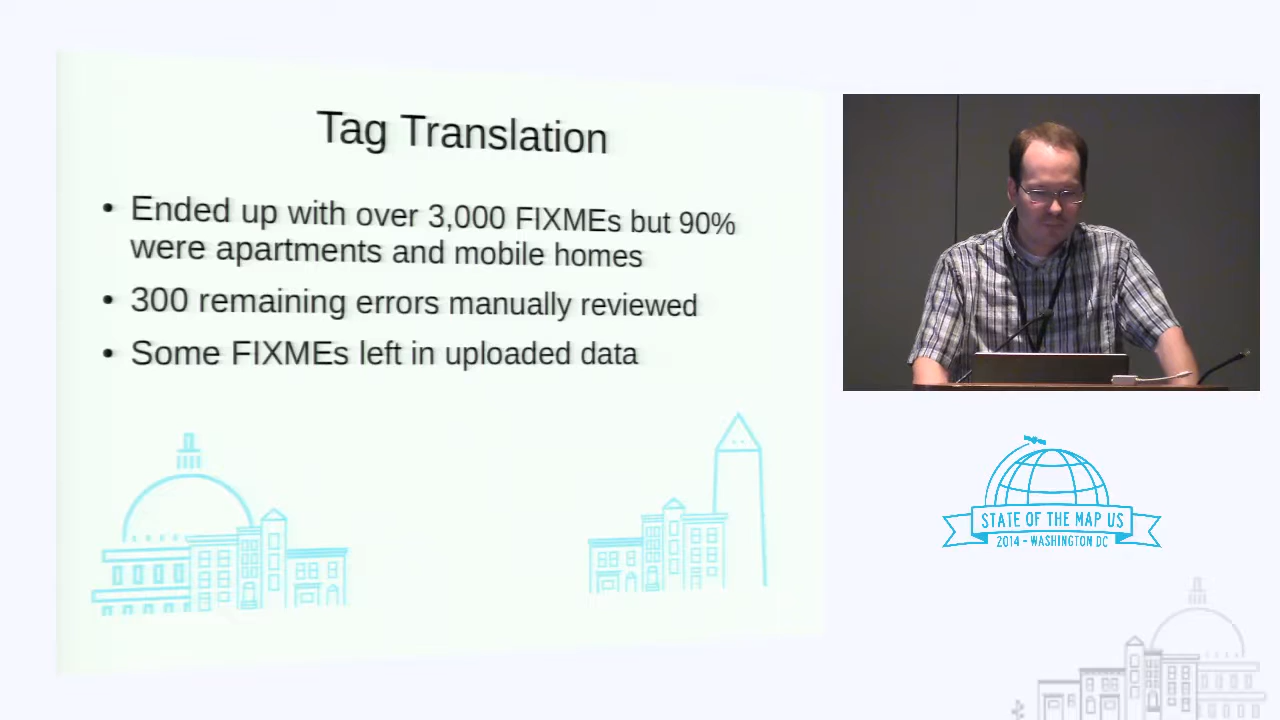 Tag Translation
• Ended up with over 3,000 FIXMEs but 90%
were apartments and mobile homes
• 300 remaining errors manually reviewed
• Some FIXMEs left in uploaded data
STATE OF THE MAP US
2014 - WASHINGTON DC